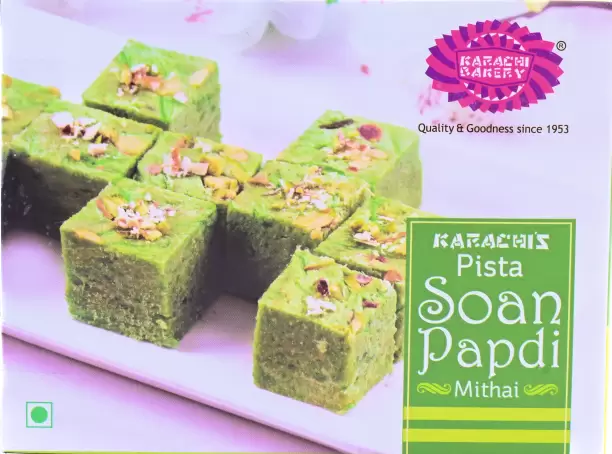 KARACHI
BAKERY
®
Quality & Goodness since 1953
KARACHI'S
Pista
Soan
Papdi
Mithai